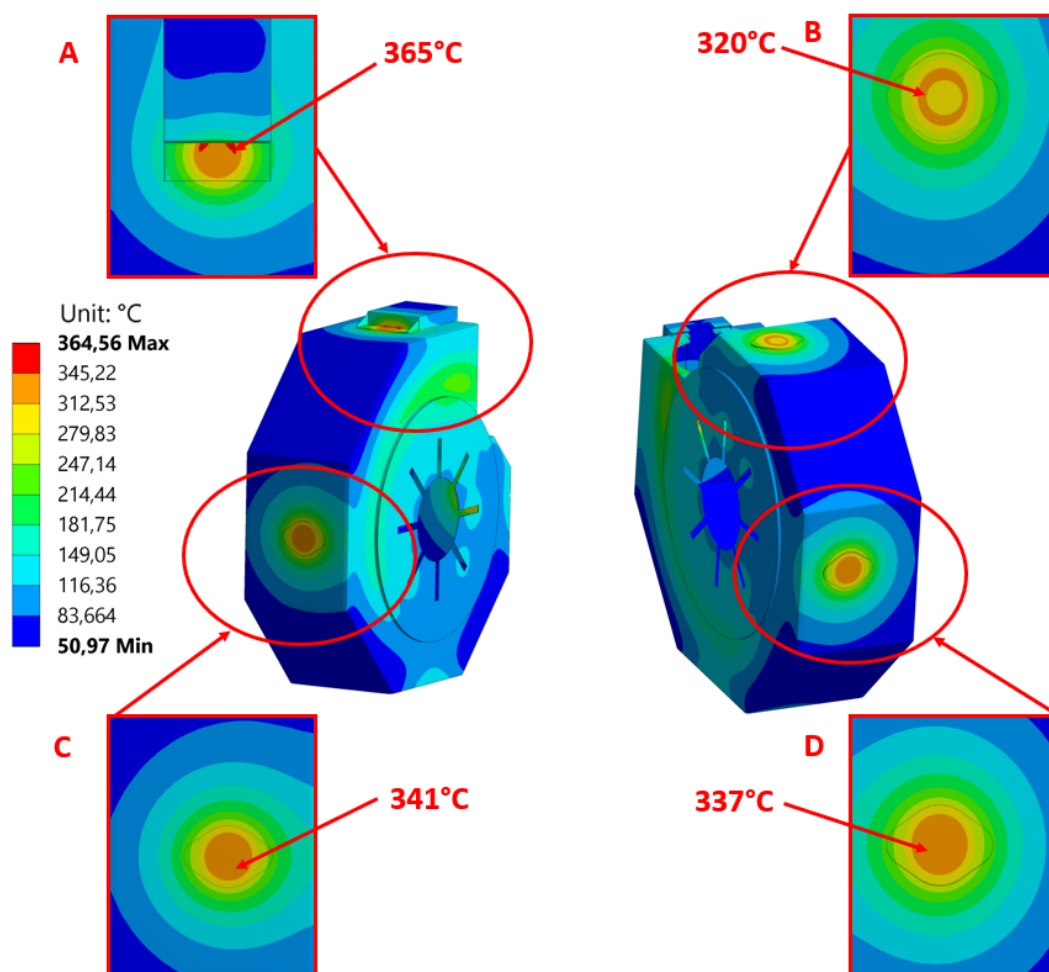 A
365°C
320°C
B
Unit: °C
364,56 Max
345,22
312,53
279,83
247,14
214,44
181,75
149,05
116,36
83,664
50,97 Min
C
341°C
337°C
D